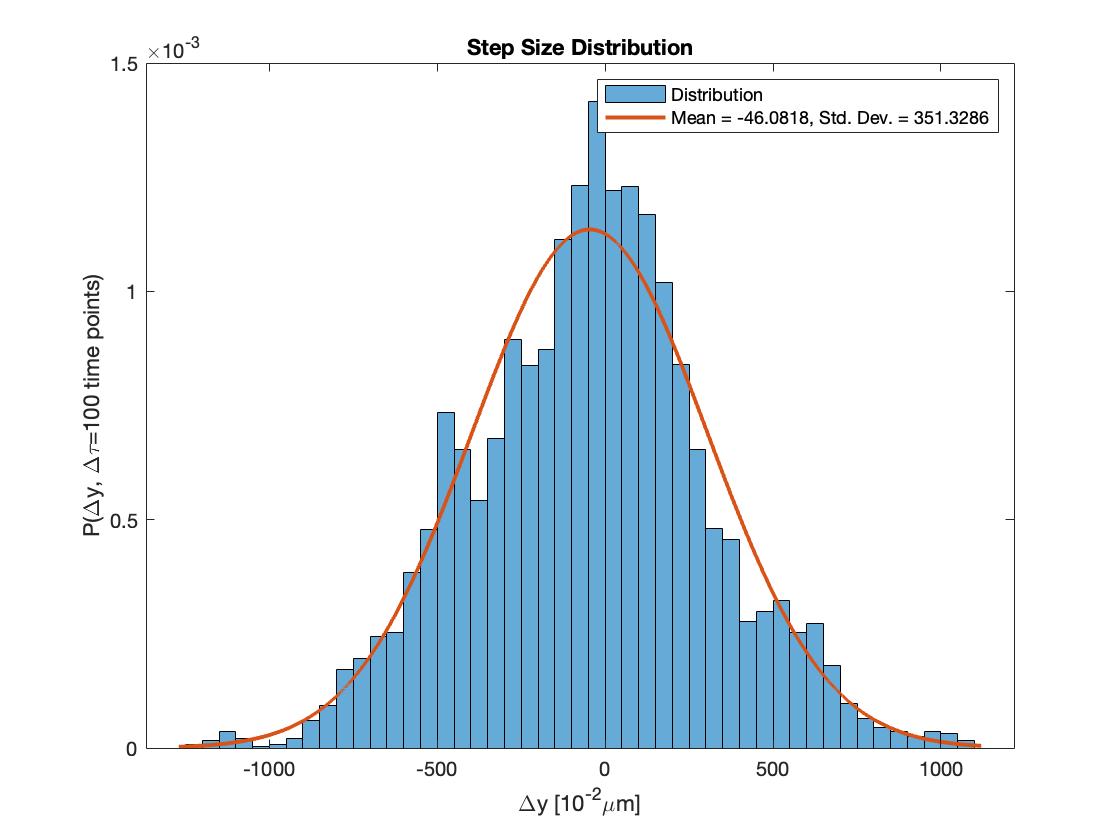 Step Size Distribution
×10⁻³
Distribution
Mean = -46.0818, Std. Dev. = 351.3286
1.5
1
0.5
0
P(Δy, Δτ=100 time points)
-1000 -500 0 500 1000
Δy [10⁻²μm]